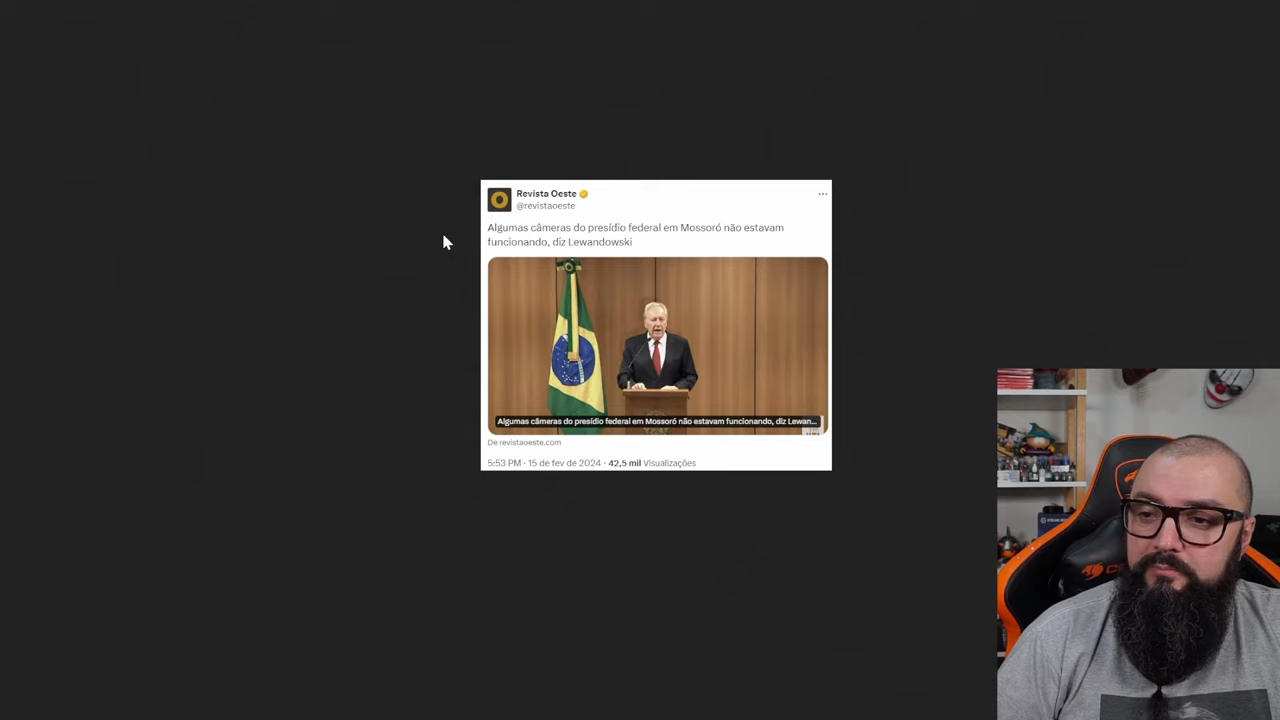 Revista Oeste
@revistaoeste
Algumas câmeras do presídio federal em Mossoró não estavam
funcionando, diz Lewandowski
Algumas câmeras do presídio federal em Mossoró não estavam funcionando, diz Lewan...
De revistaoeste.com
5:53 PM · 15 de fev de 2024 · 42,5 mil Visualizações